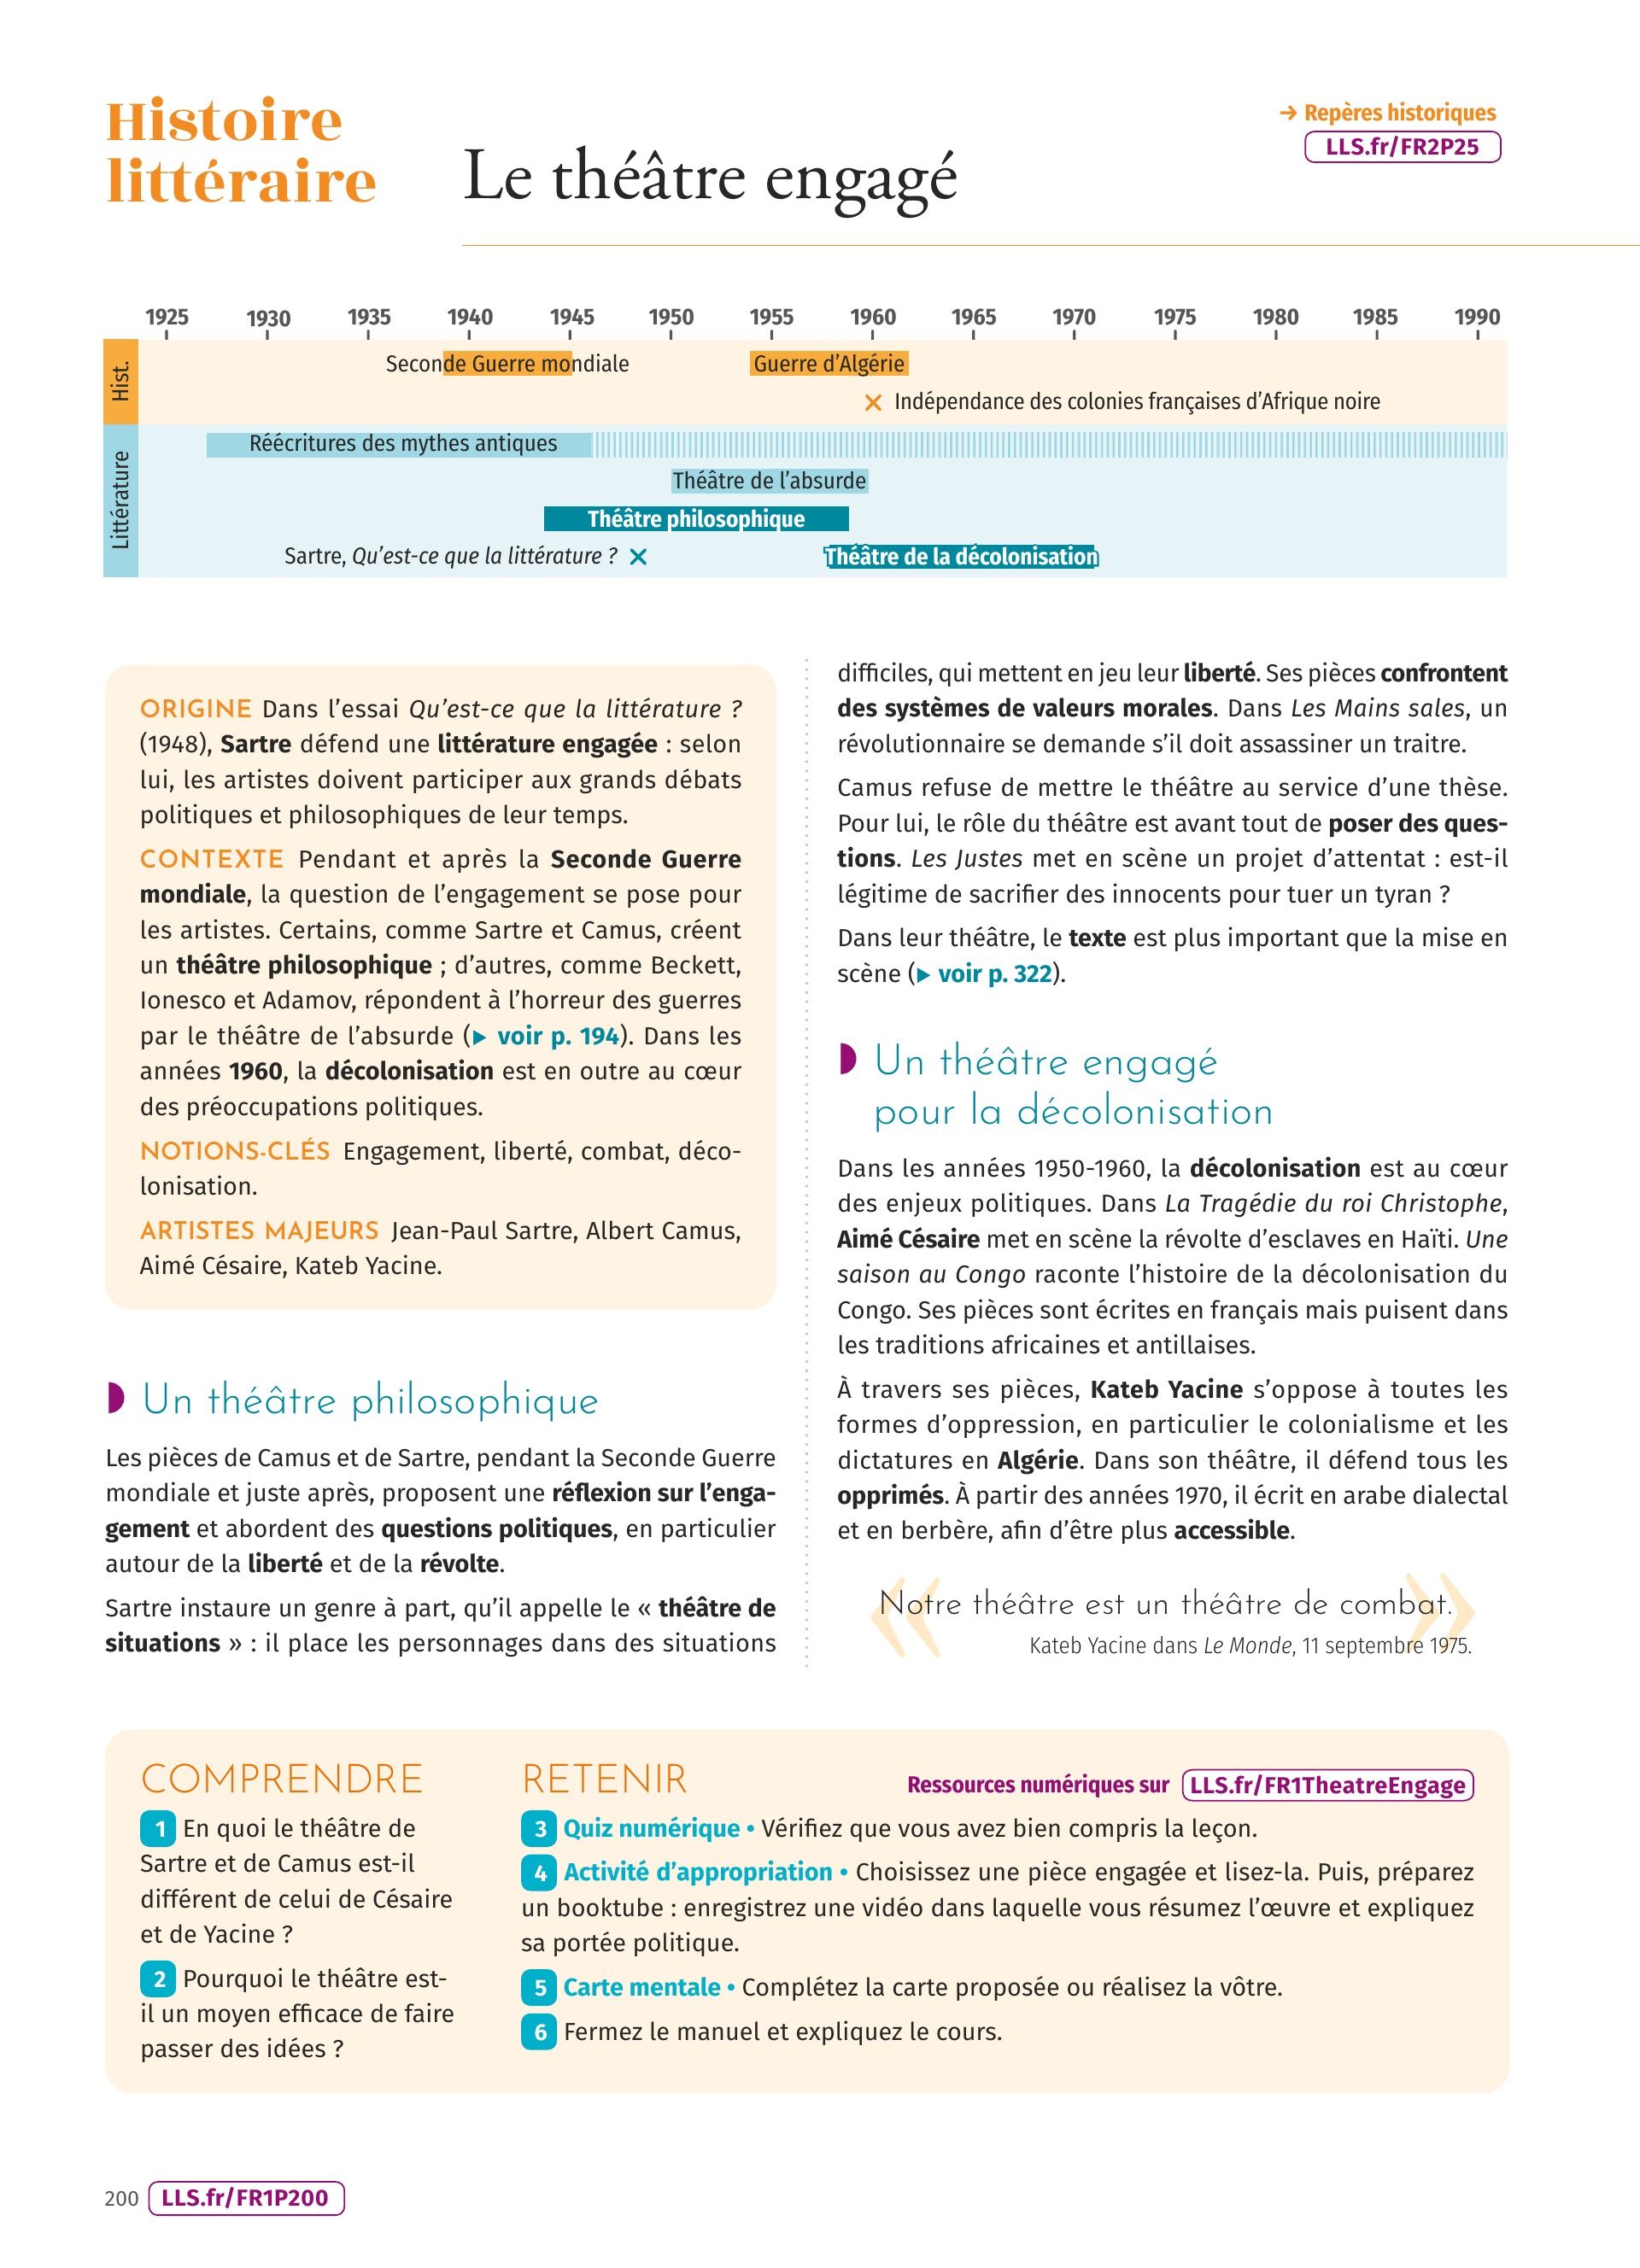 Histoire
littéraire
Le théâtre engagé
→ Repères historiques
LLS.fr/FR2P25
1925 1930 1935 1940 1945 1950 1955 1960 1965 1970 1975 1980 1985 1990
Hist.
Seconde Guerre mondiale
Guerre d’Algérie
Indépendance des colonies françaises d’Afrique noire
Littérature
Réécritures des mythes antiques
Théâtre de l’absurde
Théâtre philosophique
Sartre, Qu’est-ce que la littérature ?
Théâtre de la décolonisation
ORIGINE Dans l’essai Qu’est-ce que la littérature ?
(1948), Sartre défend une littérature engagée : selon
lui, les artistes doivent participer aux grands débats
politiques et philosophiques de leur temps.
CONTEXTE Pendant et après la Seconde Guerre
mondiale, la question de l’engagement se pose pour
les artistes. Certains, comme Sartre et Camus, créent
un théâtre philosophique ; d’autres, comme Beckett,
Ionesco et Adamov, répondent à l’horreur des guerres
par le théâtre de l’absurde (▶ voir p. 194). Dans les
années 1960, la décolonisation est en outre au cœur
des préoccupations politiques.
NOTIONS-CLÉS Engagement, liberté, combat, déco-
lonisation.
ARTISTES MAJEURS Jean-Paul Sartre, Albert Camus,
Aimé Césaire, Kateb Yacine.
Un théâtre philosophique
Les pièces de Camus et de Sartre, pendant la Seconde Guerre
mondiale et juste après, proposent une réflexion sur l’enga-
gement et abordent des questions politiques, en particulier
autour de la liberté et de la révolte.
Sartre instaure un genre à part, qu’il appelle le « théâtre de
situations » : il place les personnages dans des situations
difficiles, qui mettent en jeu leur liberté. Ses pièces confrontent
des systèmes de valeurs morales. Dans Les Mains sales, un
révolutionnaire se demande s’il doit assassiner un traitre.
Camus refuse de mettre le théâtre au service d’une thèse.
Pour lui, le rôle du théâtre est avant tout de poser des ques-
tions. Les Justes met en scène un projet d’attentat : est-il
légitime de sacrifier des innocents pour tuer un tyran ?
Dans leur théâtre, le texte est plus important que la mise en
scène (▶ voir p. 322).
Un théâtre engagé
pour la décolonisation
Dans les années 1950-1960, la décolonisation est au cœur
des enjeux politiques. Dans La Tragédie du roi Christophe,
Aimé Césaire met en scène la révolte d’esclaves en Haïti. Une
saison au Congo raconte l’histoire de la décolonisation du
Congo. Ses pièces sont écrites en français mais puisent dans
les traditions africaines et antillaises.
À travers ses pièces, Kateb Yacine s’oppose à toutes les
formes d’oppression, en particulier le colonialisme et les
dictatures en Algérie. Dans son théâtre, il défend tous les
opprimés. À partir des années 1970, il écrit en arabe dialectal
et en berbère, afin d’être plus accessible.
« Notre théâtre est un théâtre de combat. »
Kateb Yacine dans Le Monde, 11 septembre 1975.
COMPRENDRE
1 En quoi le théâtre de
Sartre et de Camus est-il
différent de celui de Césaire
et de Yacine ?
2 Pourquoi le théâtre est-
il un moyen efficace de faire
passer des idées ?
RETENIR
Ressources numériques sur LLS.fr/FR1TheatreEngage
3 Quiz numérique • Vérifiez que vous avez bien compris la leçon.
4 Activité d’appropriation • Choisissez une pièce engagée et lisez-la. Puis, préparez
un booktube : enregistrez une vidéo dans laquelle vous résumez l’œuvre et expliquez
sa portée politique.
5 Carte mentale • Complétez la carte proposée ou réalisez la vôtre.
6 Fermez le manuel et expliquez le cours.
200 LLS.fr/FR1P200